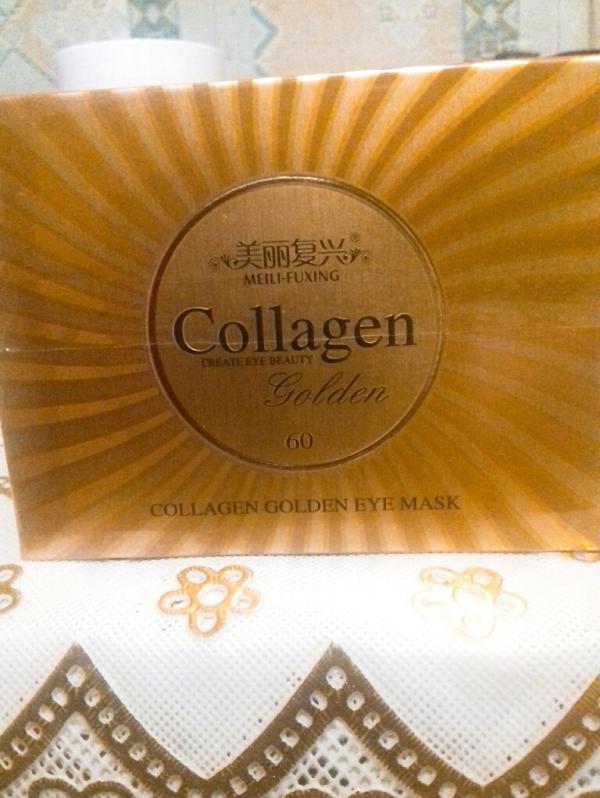 美丽复兴®
MEILI-FUXING
Collagen
CREATE EYE BEAUTY
Golden
60
COLLAGEN GOLDEN EYE MASK